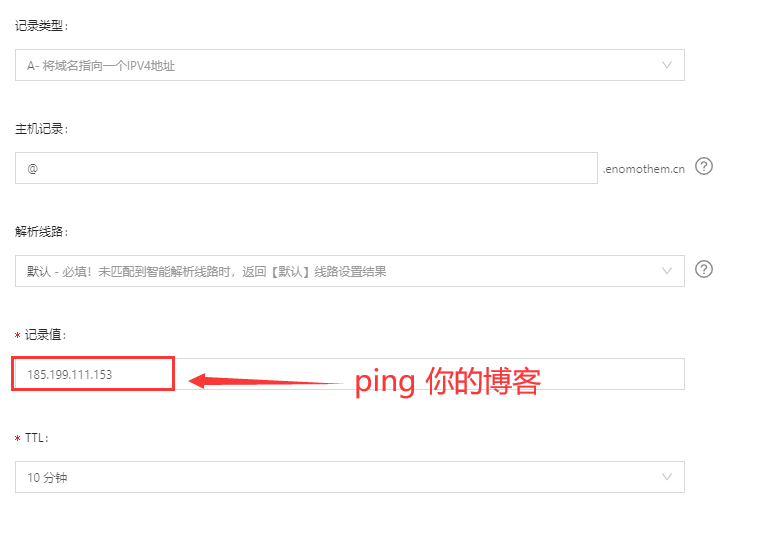 记录类型:
A- 将域名指向一个IPV4地址
主机记录:
@
.enomothem.cn
解析线路:
默认 - 必填！未匹配到智能解析线路时，返回【默认】线路设置结果
* 记录值:
185.199.111.153
ping 你的博客
* TTL:
10 分钟